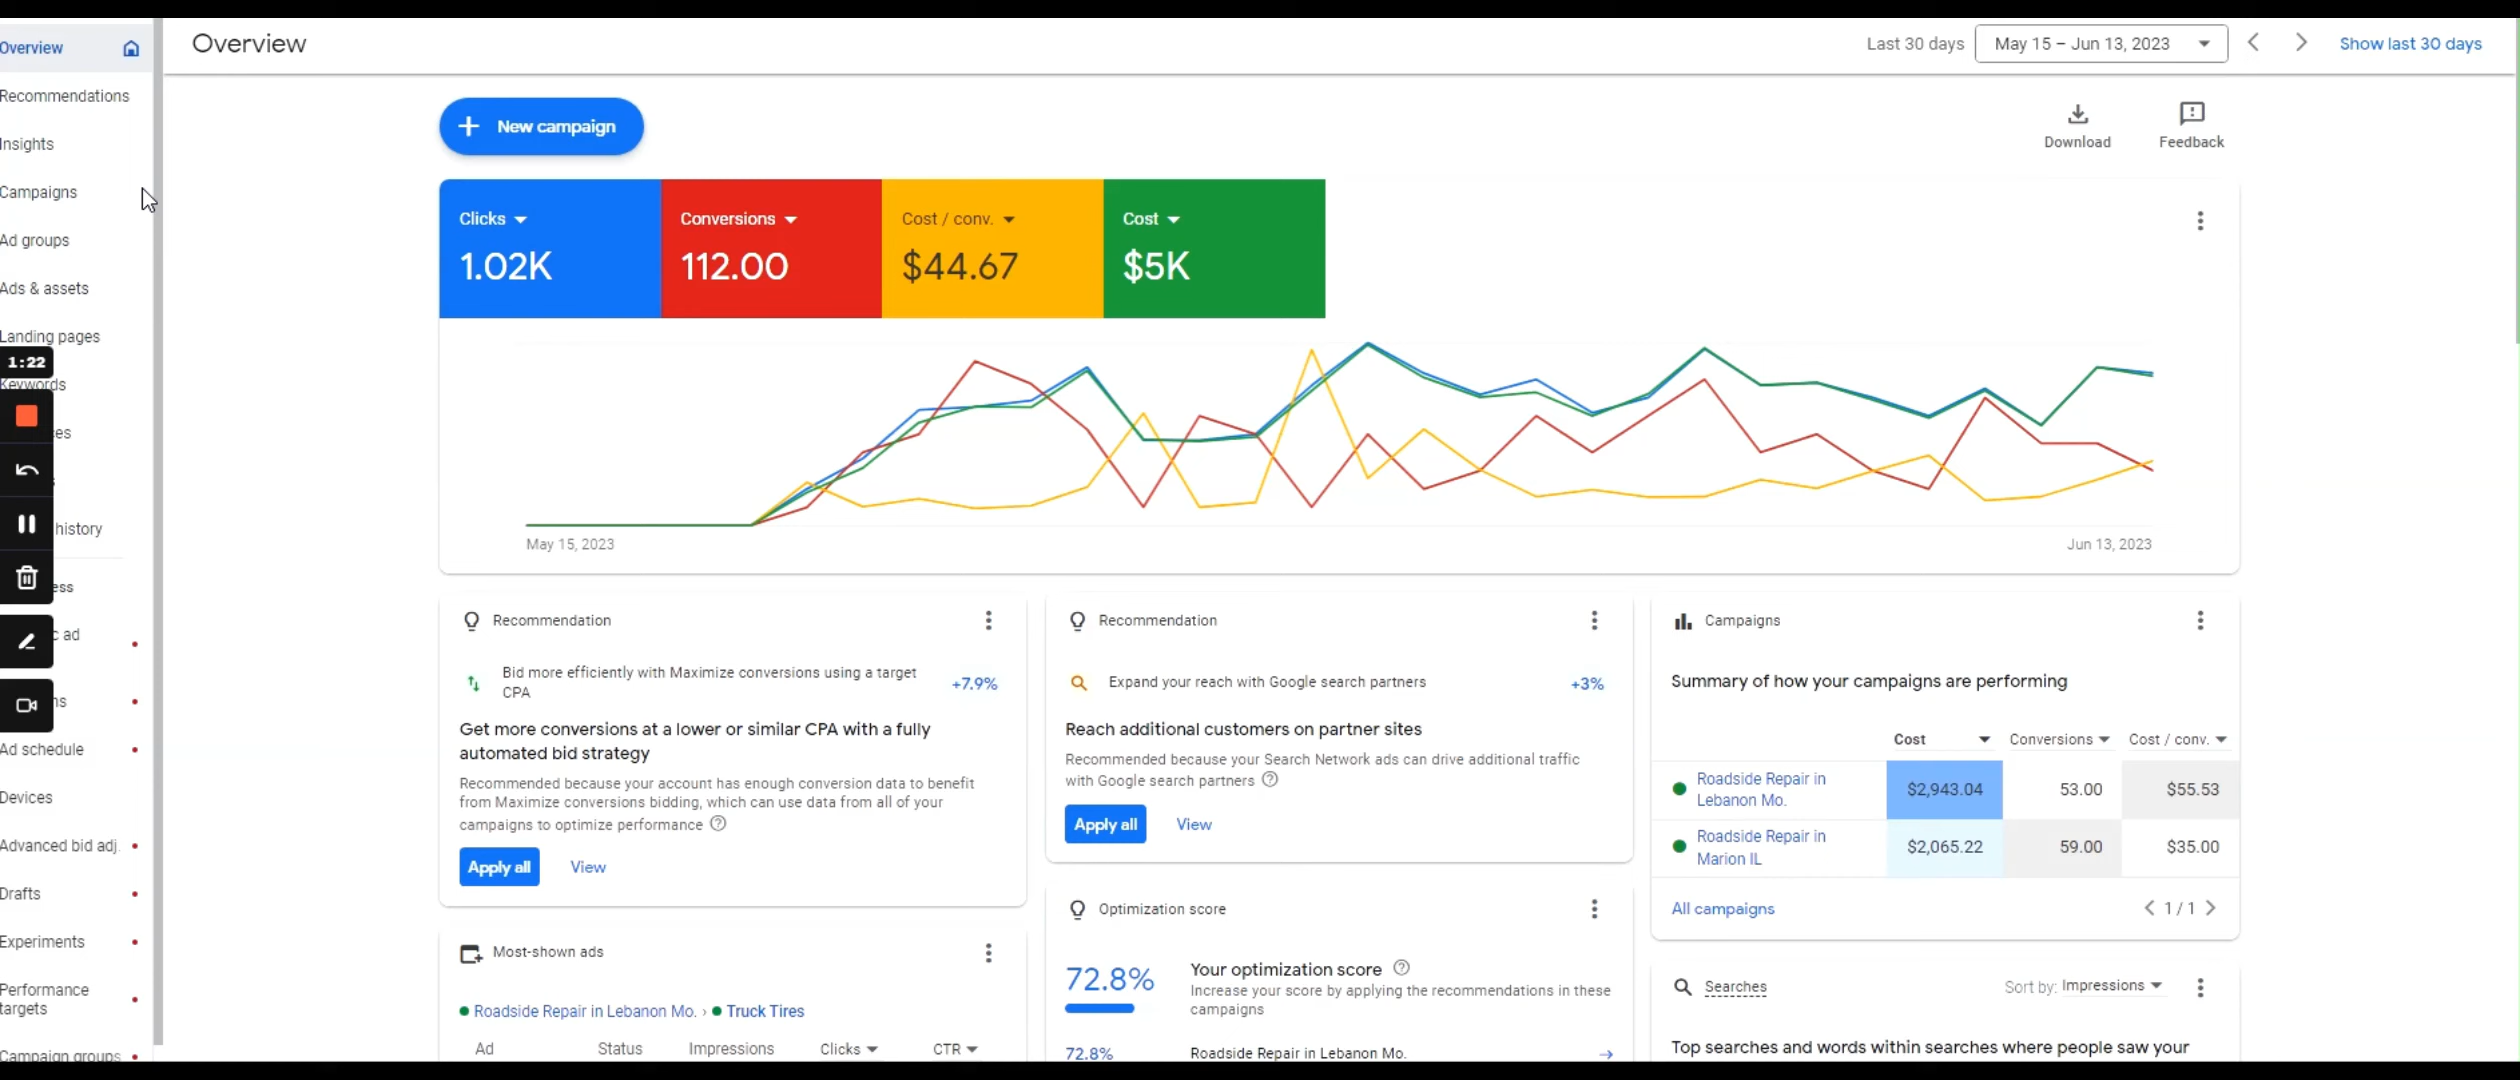 Overview
Overview
Last 30 days
May 15 – Jun 13, 2023
Show last 30 days
Recommendations
Insights
Campaigns
Ad groups
Ads & assets
Landing pages
1:22
Keywords
es
history
ess
c ad
ns
Ad schedule
Devices
Advanced bid adj.
Drafts
Experiments
Performance
targets
Campaign groups
New campaign
Download
Feedback
Clicks
1.02K
Conversions
112.00
Cost / conv.
$44.67
Cost
$5K
May 15, 2023
Jun 13, 2023
Recommendation
Bid more efficiently with Maximize conversions using a target
CPA
+7.9%
Get more conversions at a lower or similar CPA with a fully
automated bid strategy
Recommended because your account has enough conversion data to benefit
from Maximize conversions bidding, which can use data from all of your
campaigns to optimize performance
Apply all
View
Most-shown ads
Roadside Repair in Lebanon Mo. › Truck Tires
Ad Status Impressions Clicks CTR
Recommendation
Expand your reach with Google search partners
+3%
Reach additional customers on partner sites
Recommended because your Search Network ads can drive additional traffic
with Google search partners
Apply all
View
Optimization score
72.8%
Your optimization score
Increase your score by applying the recommendations in these
campaigns
72.8%
Roadside Repair in Lebanon Mo.
Campaigns
Summary of how your campaigns are performing
Cost Conversions Cost / conv.
Roadside Repair in
Lebanon Mo.
$2,943.04 53.00 $55.53
Roadside Repair in
Marion IL
$2,065.22 59.00 $35.00
All campaigns
1 / 1
Searches
Sort by: Impressions
Top searches and words within searches where people saw your